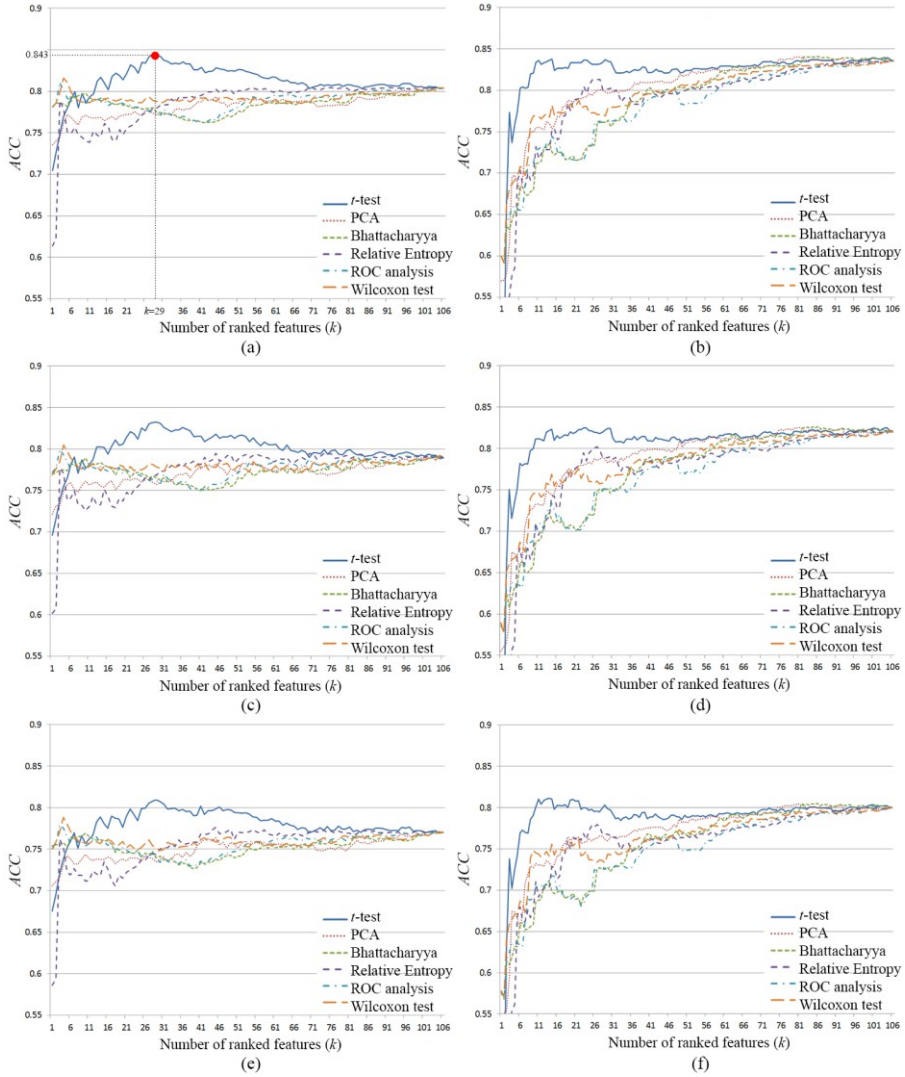 0.9
0.843
0.8
0.75
0.7
0.65
0.6
0.55
ACC
t-test
PCA
Bhattacharyya
Relative Entropy
ROC analysis
Wilcoxon test
1 6 11 16 21 26 31 36 41 46 51 56 61 66 71 76 81 86 91 96 101 106
k=29
Number of ranked features (k)
(a)
0.9
0.85
0.8
0.75
0.7
0.65
0.6
0.55
ACC
t-test
PCA
Bhattacharyya
Relative Entropy
ROC analysis
Wilcoxon test
1 6 11 16 21 26 31 36 41 46 51 56 61 66 71 76 81 86 91 96 101 106
Number of ranked features (k)
(b)
0.9
0.85
0.8
0.75
0.7
0.65
0.6
0.55
ACC
t-test
PCA
Bhattacharyya
Relative Entropy
ROC analysis
Wilcoxon test
1 6 11 16 21 26 31 36 41 46 51 56 61 66 71 76 81 86 91 96 101 106
Number of ranked features (k)
(c)
0.9
0.85
0.8
0.75
0.7
0.65
0.6
0.55
ACC
t-test
PCA
Bhattacharyya
Relative Entropy
ROC analysis
Wilcoxon test
1 6 11 16 21 26 31 36 41 46 51 56 61 66 71 76 81 86 91 96 101 106
Number of ranked features (k)
(d)
0.9
0.85
0.8
0.75
0.7
0.65
0.6
0.55
ACC
t-test
PCA
Bhattacharyya
Relative Entropy
ROC analysis
Wilcoxon test
1 6 11 16 21 26 31 36 41 46 51 56 61 66 71 76 81 86 91 96 101 106
Number of ranked features (k)
(e)
0.9
0.85
0.8
0.75
0.7
0.65
0.6
0.55
ACC
t-test
PCA
Bhattacharyya
Relative Entropy
ROC analysis
Wilcoxon test
1 6 11 16 21 26 31 36 41 46 51 56 61 66 71 76 81 86 91 96 101 106
Number of ranked features (k)
(f)